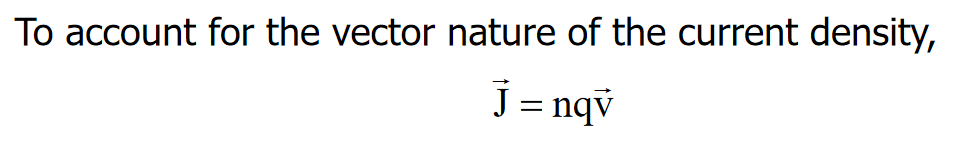 To account for the vector nature of the current density,
J⃗ = nqv⃗